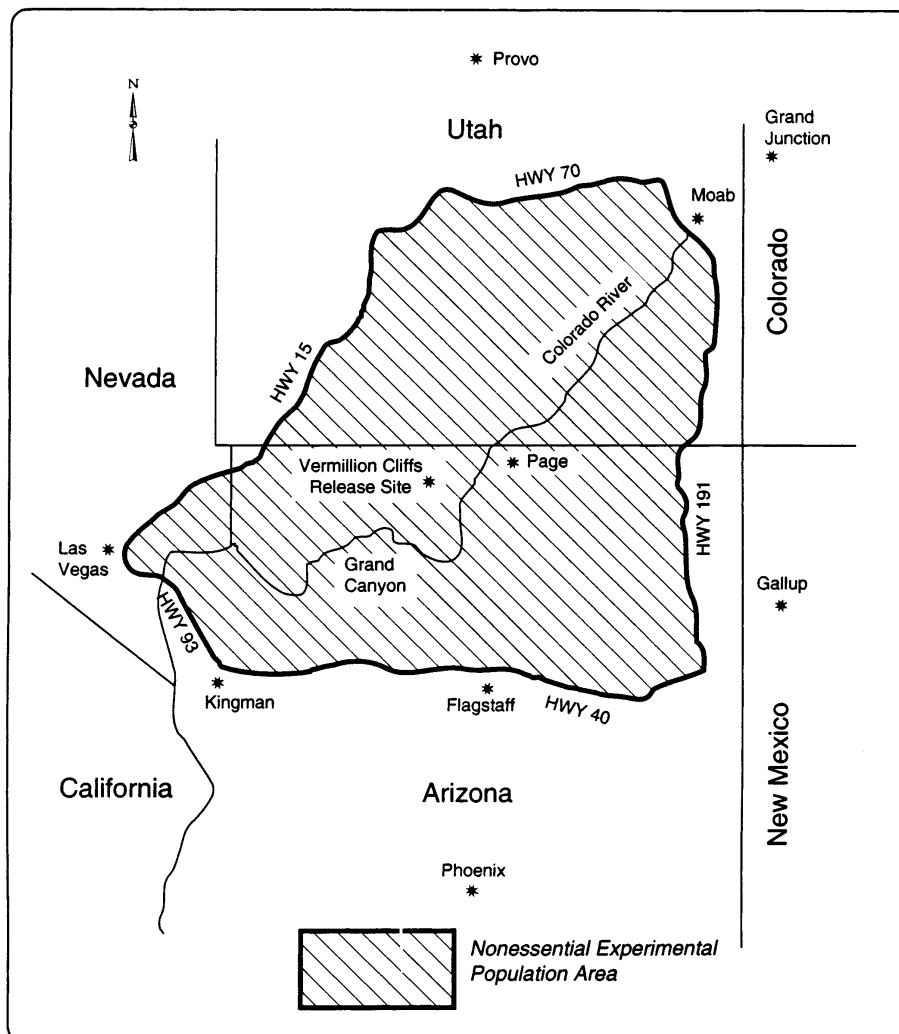 Provo
N
Utah
Grand
Junction
HWY 70
Moab
Colorado
Colorado River
HWY 15
Nevada
Vermillion Cliffs
Release Site
Page
HWY 191
Las
Vegas
Grand
Canyon
Gallup
HWY 93
Kingman
Flagstaff
HWY 40
California
Arizona
New Mexico
Phoenix
Nonessential Experimental
Population Area